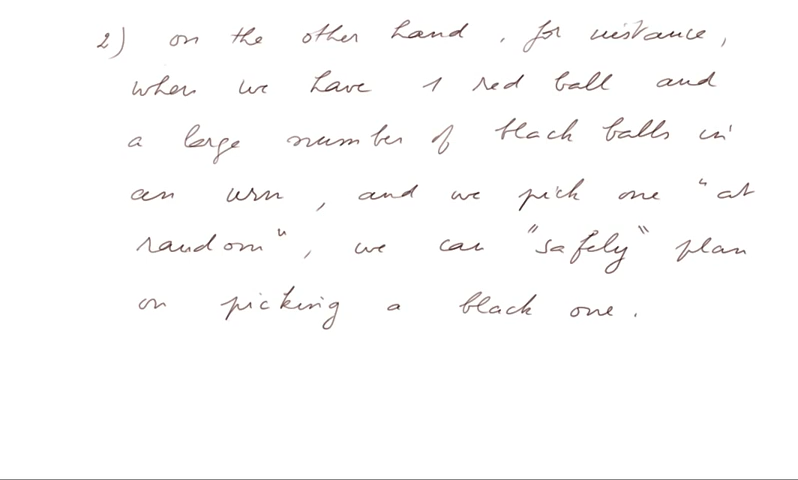 2) on the other hand, for instance,
when we have 1 red ball and
a large number of black balls in
an urn, and we pick one "at
random", we can "safely" plan
on picking a black one.